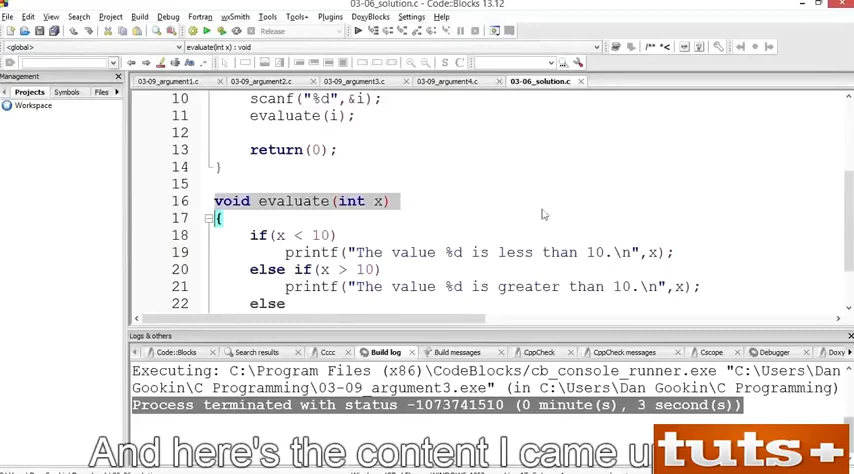 03-06_solution.c - Code::Blocks 13.12
File Edit View Search Project Build Debug Fortran wxSmith Tools Tools+ Plugins DoxyBlocks Settings Help
Release
<global> evaluate(int x) : void
Management
Projects Symbols Files
Workspace
03-09_argument1.c 03-09_argument2.c 03-09_argument3.c 03-09_argument4.c 03-06_solution.c
10 scanf("%d",&i);
11 evaluate(i);
12
13 return(0);
14 }
15
16 void evaluate(int x)
17 {
18 if(x < 10)
19 printf("The value %d is less than 10.\n",x);
20 else if(x > 10)
21 printf("The value %d is greater than 10.\n",x);
22 else
Logs & others
Code::Blocks Search results Cccc Build log Build messages CppCheck CppCheck messages Cscope Debugger Doxy
Executing: C:\Program Files (x86)\CodeBlocks/cb_console_runner.exe "C:\Users\Dan
Gookin\C Programming\03-09_argument3.exe" (in C:\Users\Dan Gookin\C Programming)
Process terminated with status -1073741510 (0 minute(s), 3 second(s))
And here's the content I came u
tuts+